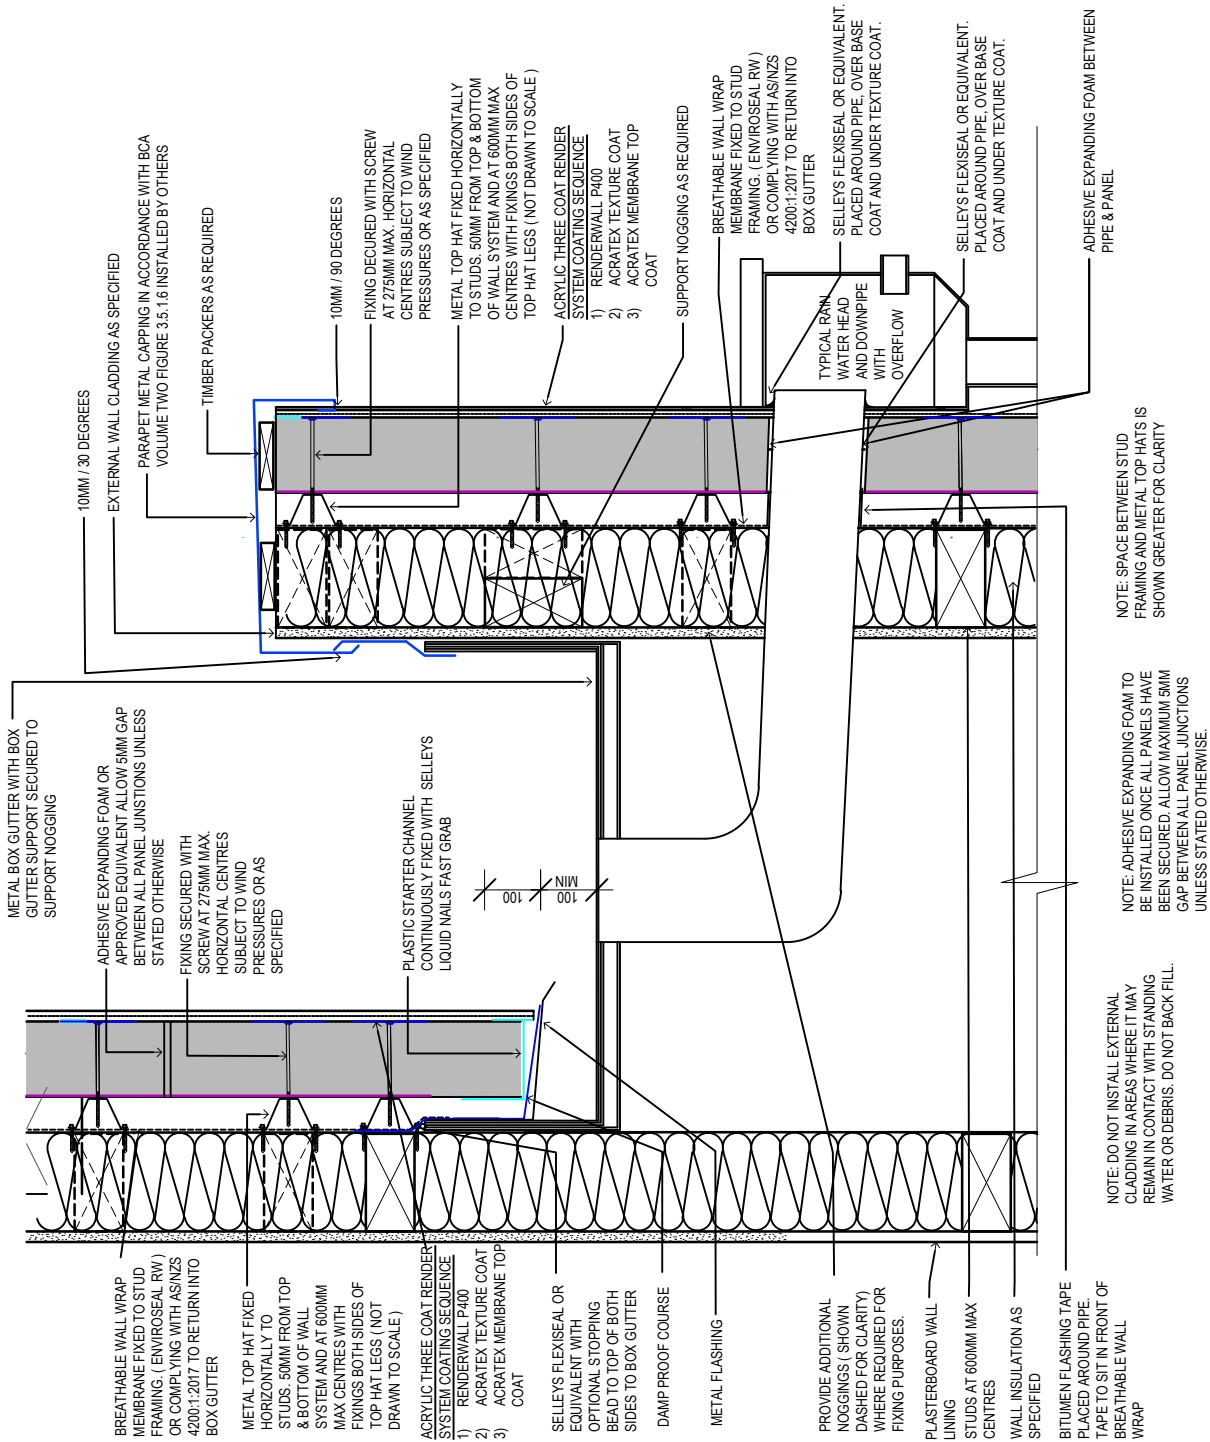 METAL BOX GUTTER WITH BOX
GUTTER SUPPORT SECURED TO
SUPPORT NOGGING
ADHESIVE EXPANDING FOAM OR
APPROVED EQUIVALENT ALLOW 5MM GAP
BETWEEN ALL PANEL JUNSTIONS UNLESS
STATED OTHERWISE
FIXING SECURED WITH
SCREW AT 275MM MAX.
HORIZONTAL CENTRES
SUBJECT TO WIND
PRESSURES OR AS
SPECIFIED
PLASTIC STARTER CHANNEL
CONTINUOUSLY FIXED WITH SELLEYS
LIQUID NAILS FAST GRAB
100
100
MIN
10MM / 30 DEGREES
EXTERNAL WALL CLADDING AS SPECIFIED
PARAPET METAL CAPPING IN ACCORDANCE WITH BCA
VOLUME TWO FIGURE 3.5.1.6 INSTALLED BY OTHERS
TIMBER PACKERS AS REQUIRED
10MM / 90 DEGREES
FIXING DECURED WITH SCREW
AT 275MM MAX. HORIZONTAL
CENTRES SUBJECT TO WIND
PRESSURES OR AS SPECIFIED
METAL TOP HAT FIXED HORIZONTALLY
TO STUDS. 50MM FROM TOP & BOTTOM
OF WALL SYSTEM AND AT 600MM MAX
CENTRES WITH FIXINGS BOTH SIDES OF
TOP HAT LEGS ( NOT DRAWN TO SCALE )
ACRYLIC THREE COAT RENDER
SYSTEM COATING SEQUENCE
1) RENDERWALL P400
2) ACRATEX TEXTURE COAT
3) ACRATEX MEMBRANE TOP
COAT
SUPPORT NOGGING AS REQUIRED
BREATHABLE WALL WRAP
MEMBRANE FIXED TO STUD
FRAMING. ( ENVIROSEAL RW )
OR COMPLYING WITH AS/NZS
4200:1:2017 TO RETURN INTO
BOX GUTTER
SELLEYS FLEXISEAL OR EQUIVALENT.
PLACED AROUND PIPE, OVER BASE
COAT AND UNDER TEXTURE COAT.
TYPICAL RAIN
WATER HEAD
AND DOWNPIPE
WITH
OVERFLOW
SELLEYS FLEXISEAL OR EQUIVALENT.
PLACED AROUND PIPE, OVER BASE
COAT AND UNDER TEXTURE COAT.
ADHESIVE EXPANDING FOAM BETWEEN
PIPE & PANEL
BREATHABLE WALL WRAP
MEMBRANE FIXED TO STUD
FRAMING. ( ENVIROSEAL RW )
OR COMPLYING WITH AS/NZS
4200:1:2017 TO RETURN INTO
BOX GUTTER
METAL TOP HAT FIXED
HORIZONTALLY TO
STUDS. 50MM FROM TOP
& BOTTOM OF WALL
SYSTEM AND AT 600MM
MAX CENTRES WITH
FIXINGS BOTH SIDES OF
TOP HAT LEGS ( NOT
DRAWN TO SCALE )
ACRYLIC THREE COAT RENDER
SYSTEM COATING SEQUENCE
1) RENDERWALL P400
2) ACRATEX TEXTURE COAT
3) ACRATEX MEMBRANE TOP
COAT
SELLEYS FLEXISEAL OR
EQUIVALENT WITH
OPTIONAL STOPPING
BEAD TO TOP OF BOTH
SIDES TO BOX GUTTER
DAMP PROOF COURSE
METAL FLASHING
PROVIDE ADDITIONAL
NOGGINGS ( SHOWN
DASHED FOR CLARITY)
WHERE REQUIRED FOR
FIXING PURPOSES.
PLASTERBOARD WALL
LINING
STUDS AT 600MM MAX
CENTRES
WALL INSULATION AS
SPECIFIED
BITUMEN FLASHING TAPE
PLACED AROUND PIPE.
TAPE TO SIT IN FRONT OF
BREATHABLE WALL
WRAP
NOTE: DO NOT INSTALL EXTERNAL
CLADDING IN AREAS WHERE IT MAY
REMAIN IN CONTACT WITH STANDING
WATER OR DEBRIS. DO NOT BACK FILL.
NOTE: ADHESIVE EXPANDING FOAM TO
BE INSTALLED ONCE ALL PANELS HAVE
BEEN SECURED. ALLOW MAXIMUM 5MM
GAP BETWEEN ALL PANEL JUNCTIONS
UNLESS STATED OTHERWISE.
NOTE: SPACE BETWEEN STUD
FRAMING AND METAL TOP HATS IS
SHOWN GREATER FOR CLARITY